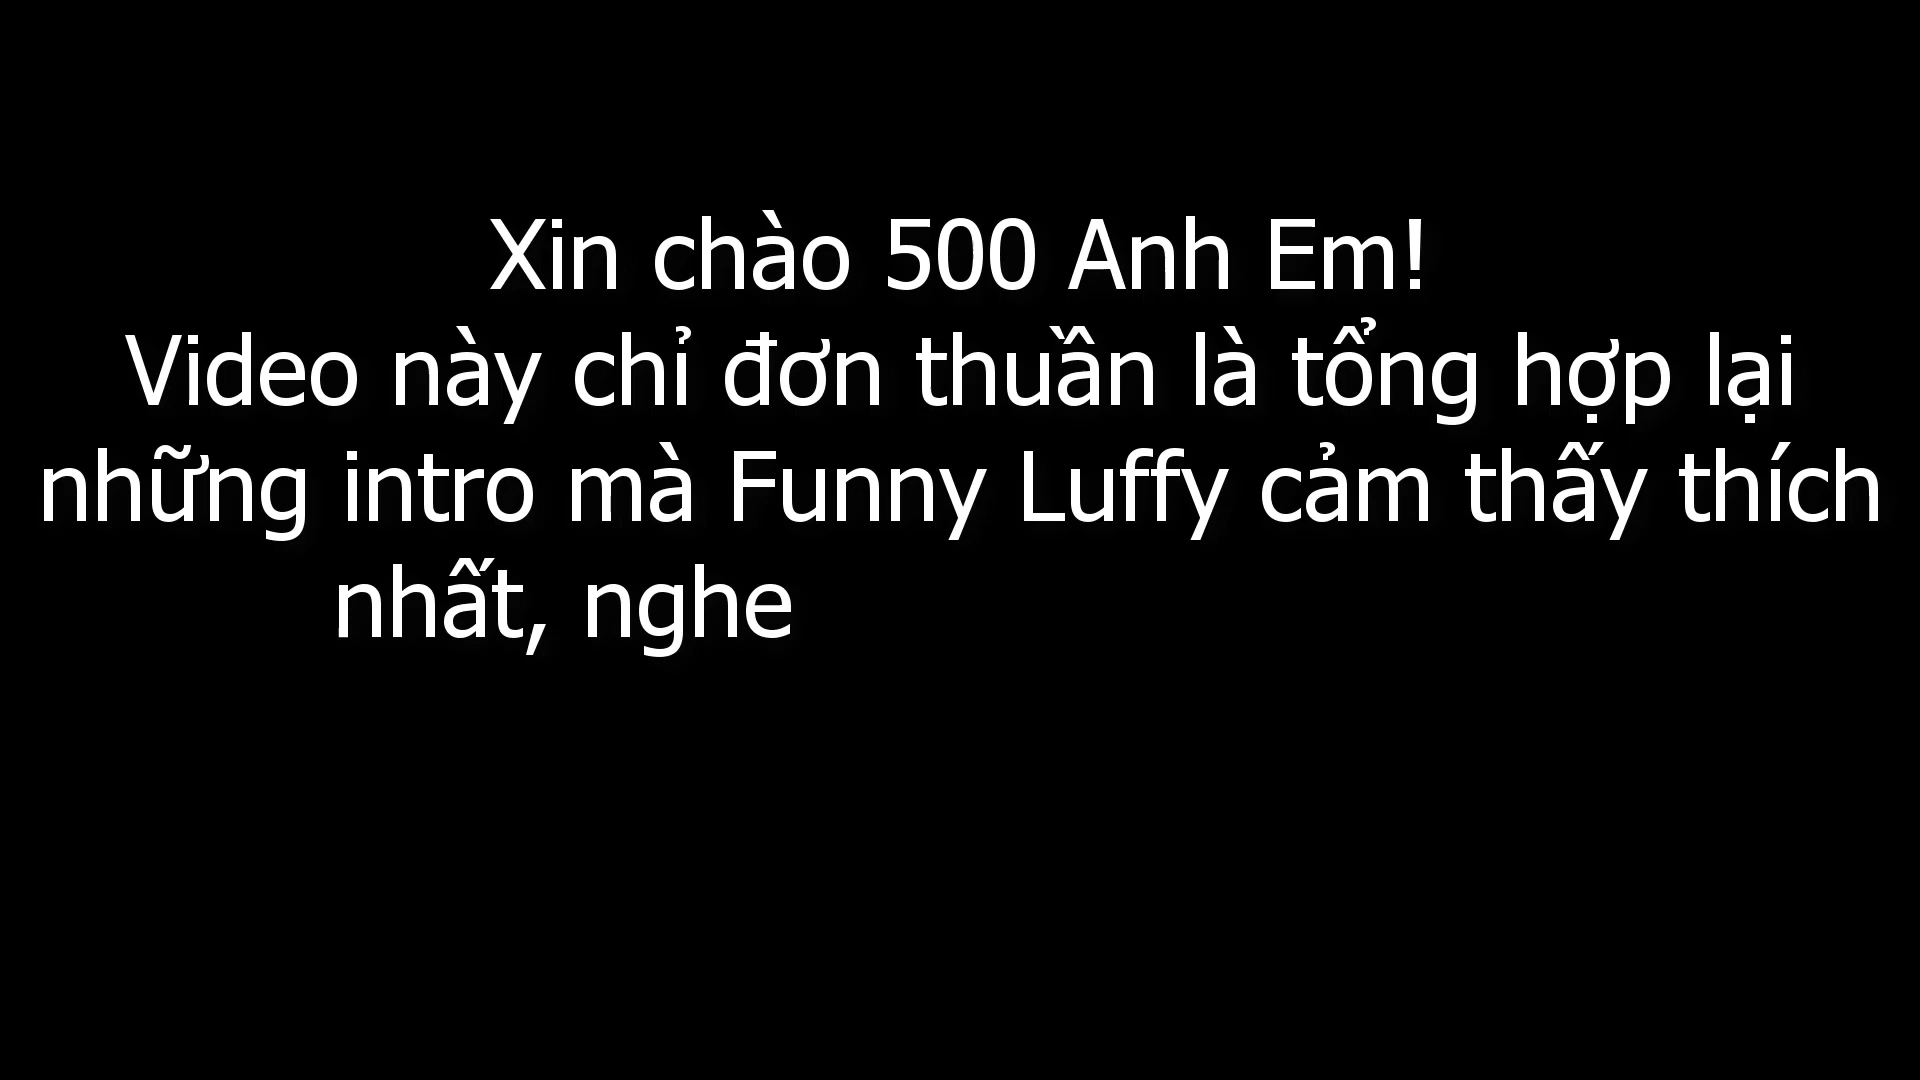 Xin chào 500 Anh Em!
Video này chỉ đơn thuần là tổng hợp lại
những intro mà Funny Luffy cảm thấy thích
nhất, nghe